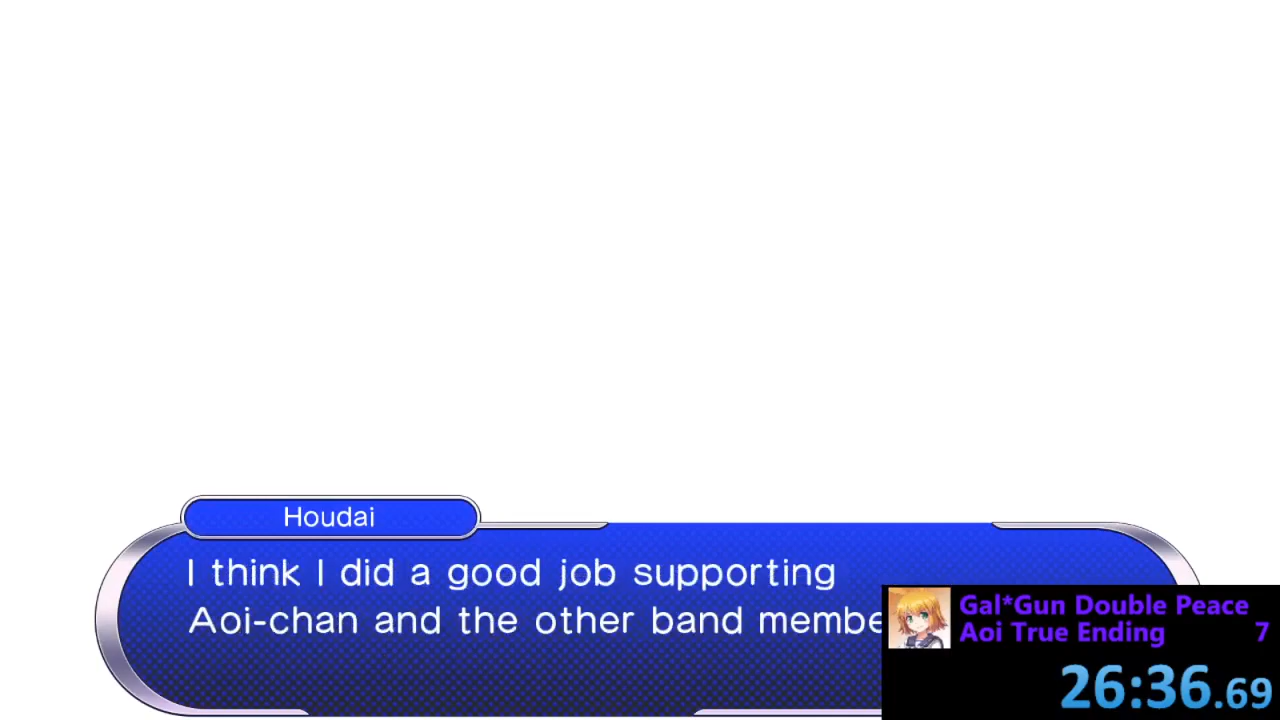 Houdai
I think I did a good job supporting
Aoi-chan and the other band membe
Gal*Gun Double Peace
Aoi True Ending 7
26:36.69